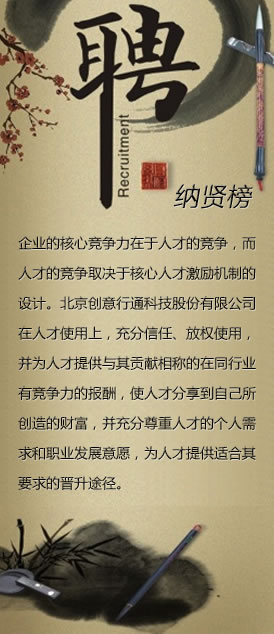 聘
Recruitment
纳贤榜
企业的核心竞争力在于人才的竞争，而
人才的竞争取决于核心人才激励机制的
设计。北京创意行通科技股份有限公司
在人才使用上，充分信任、放权使用，
并为人才提供与其贡献相称的在同行业
有竞争力的报酬，使人才分享到自己所
创造的财富，并充分尊重人才的个人需
求和职业发展意愿，为人才提供适合其
要求的晋升途径。